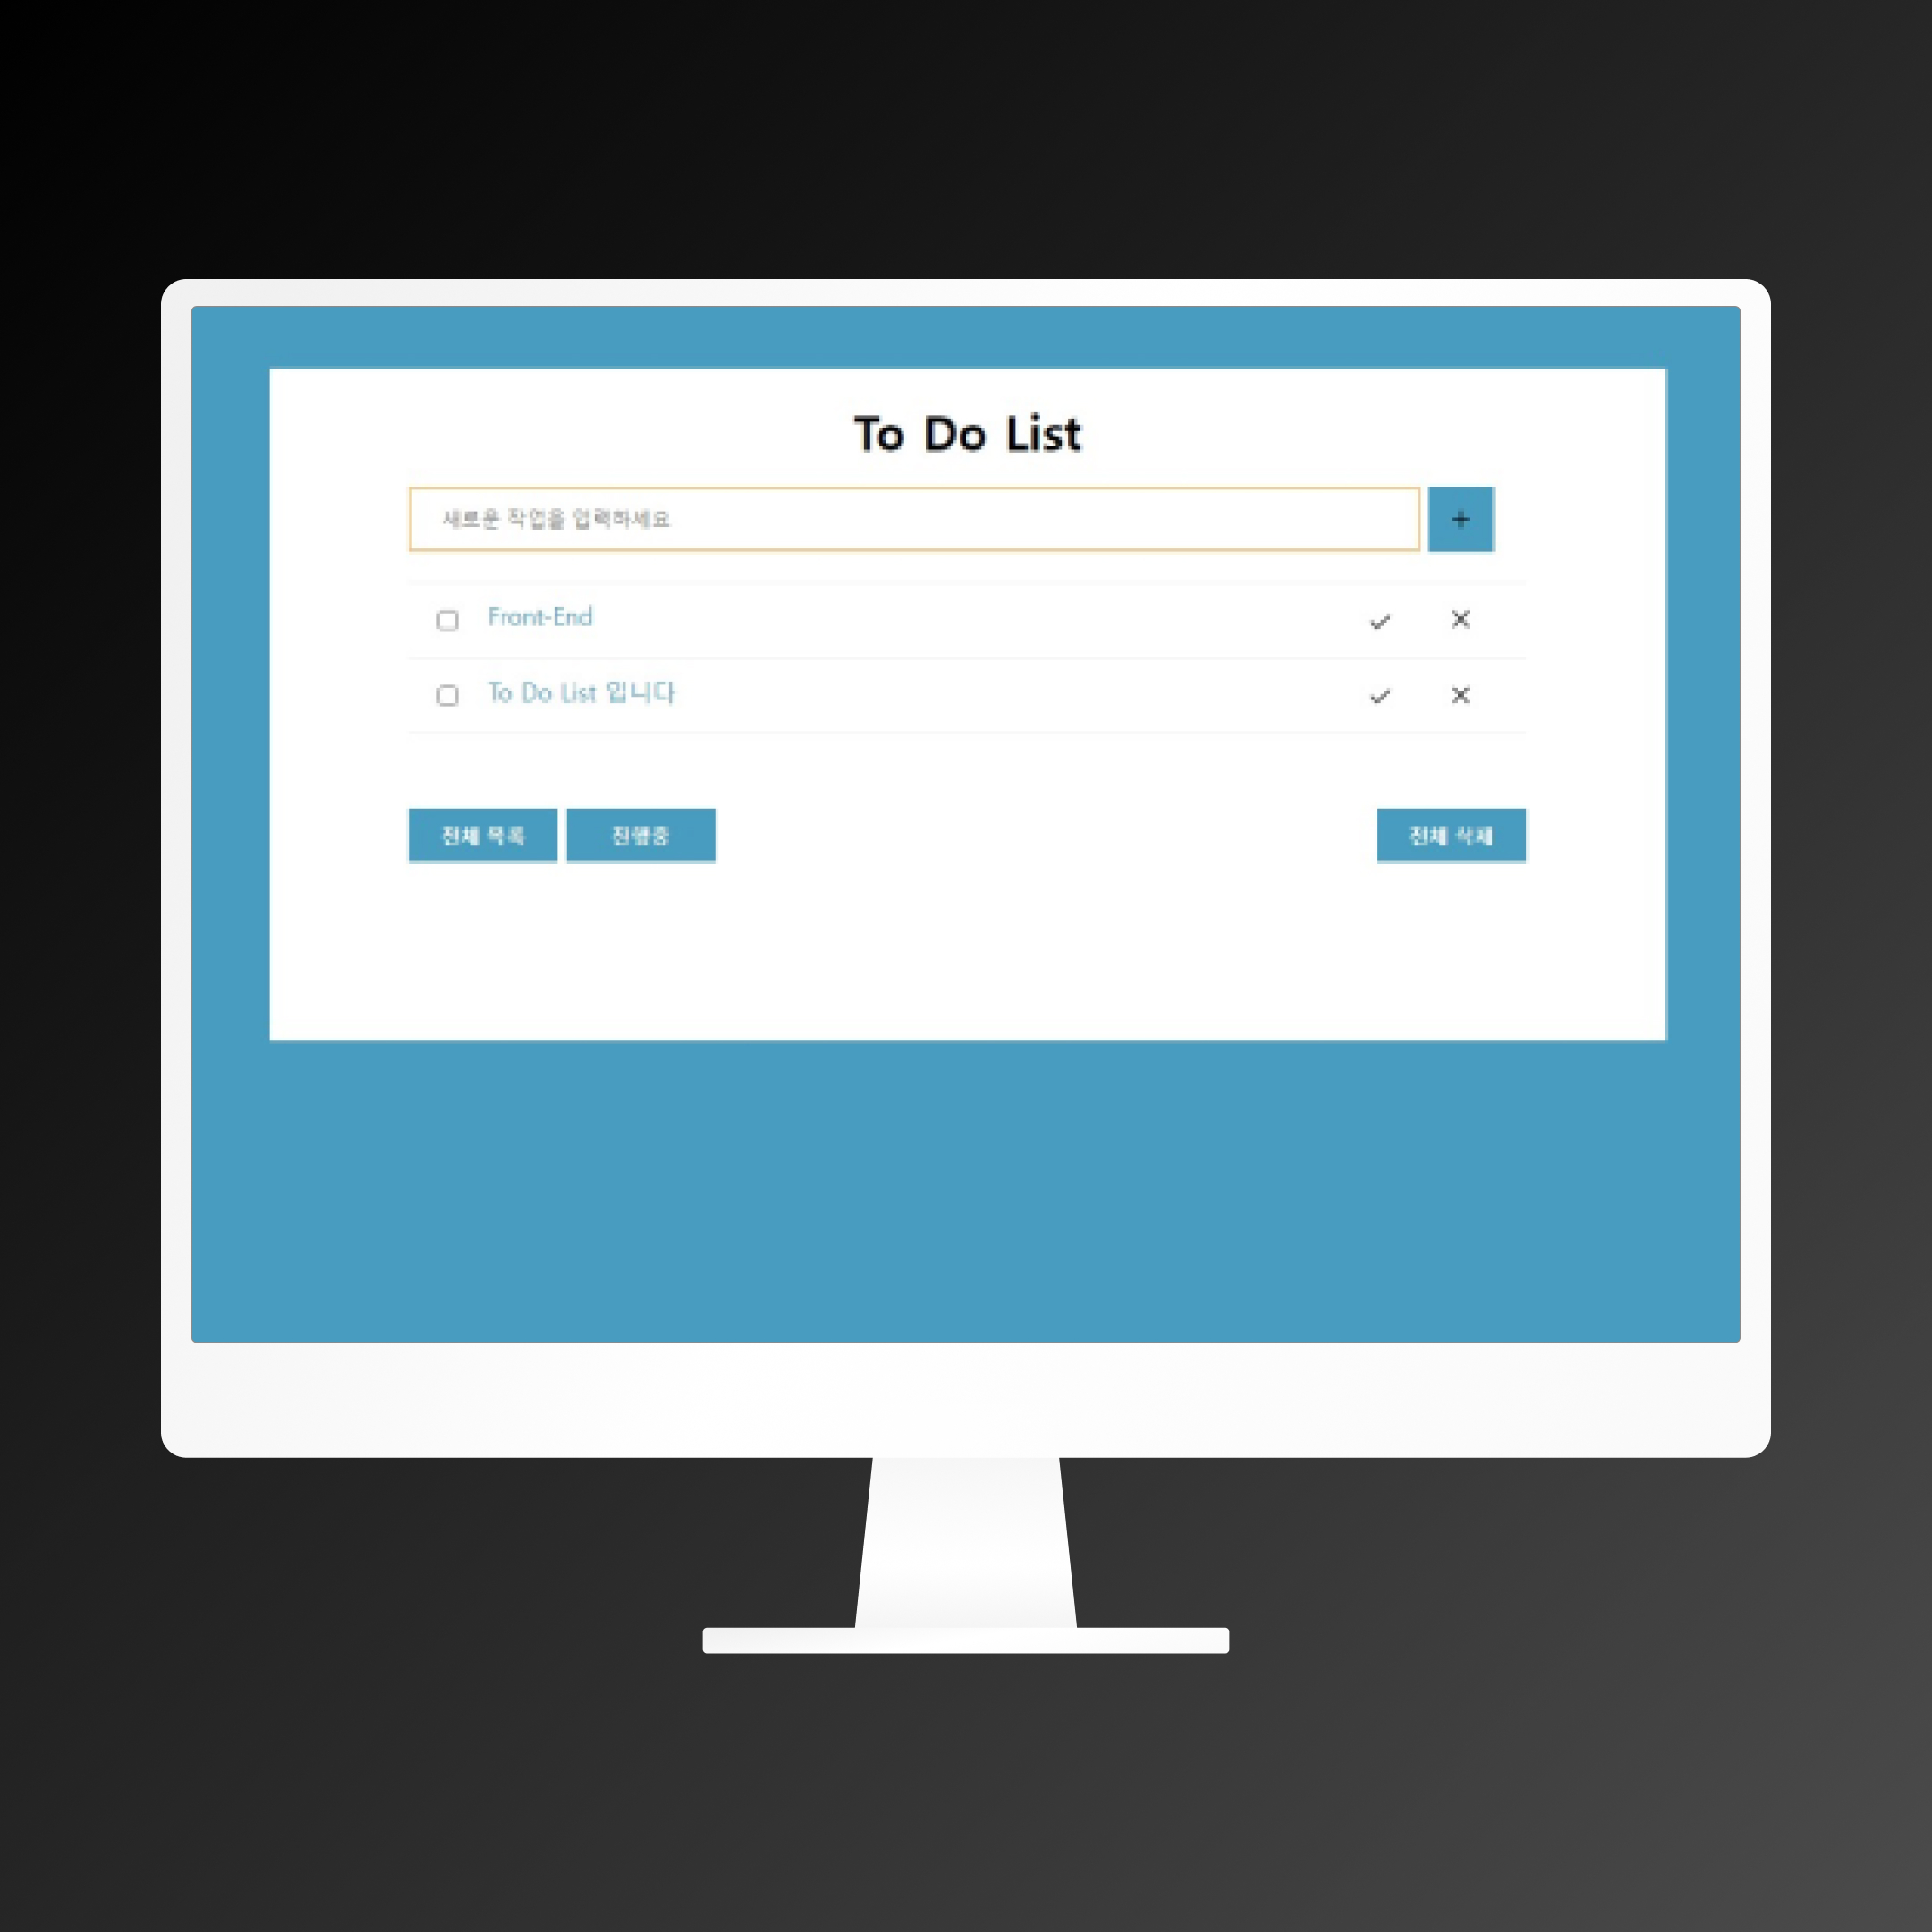 To Do List
새로운 작업을 입력하세요
+
Front-End
To Do List 입니다
전체 목록
진행중
전체 삭제